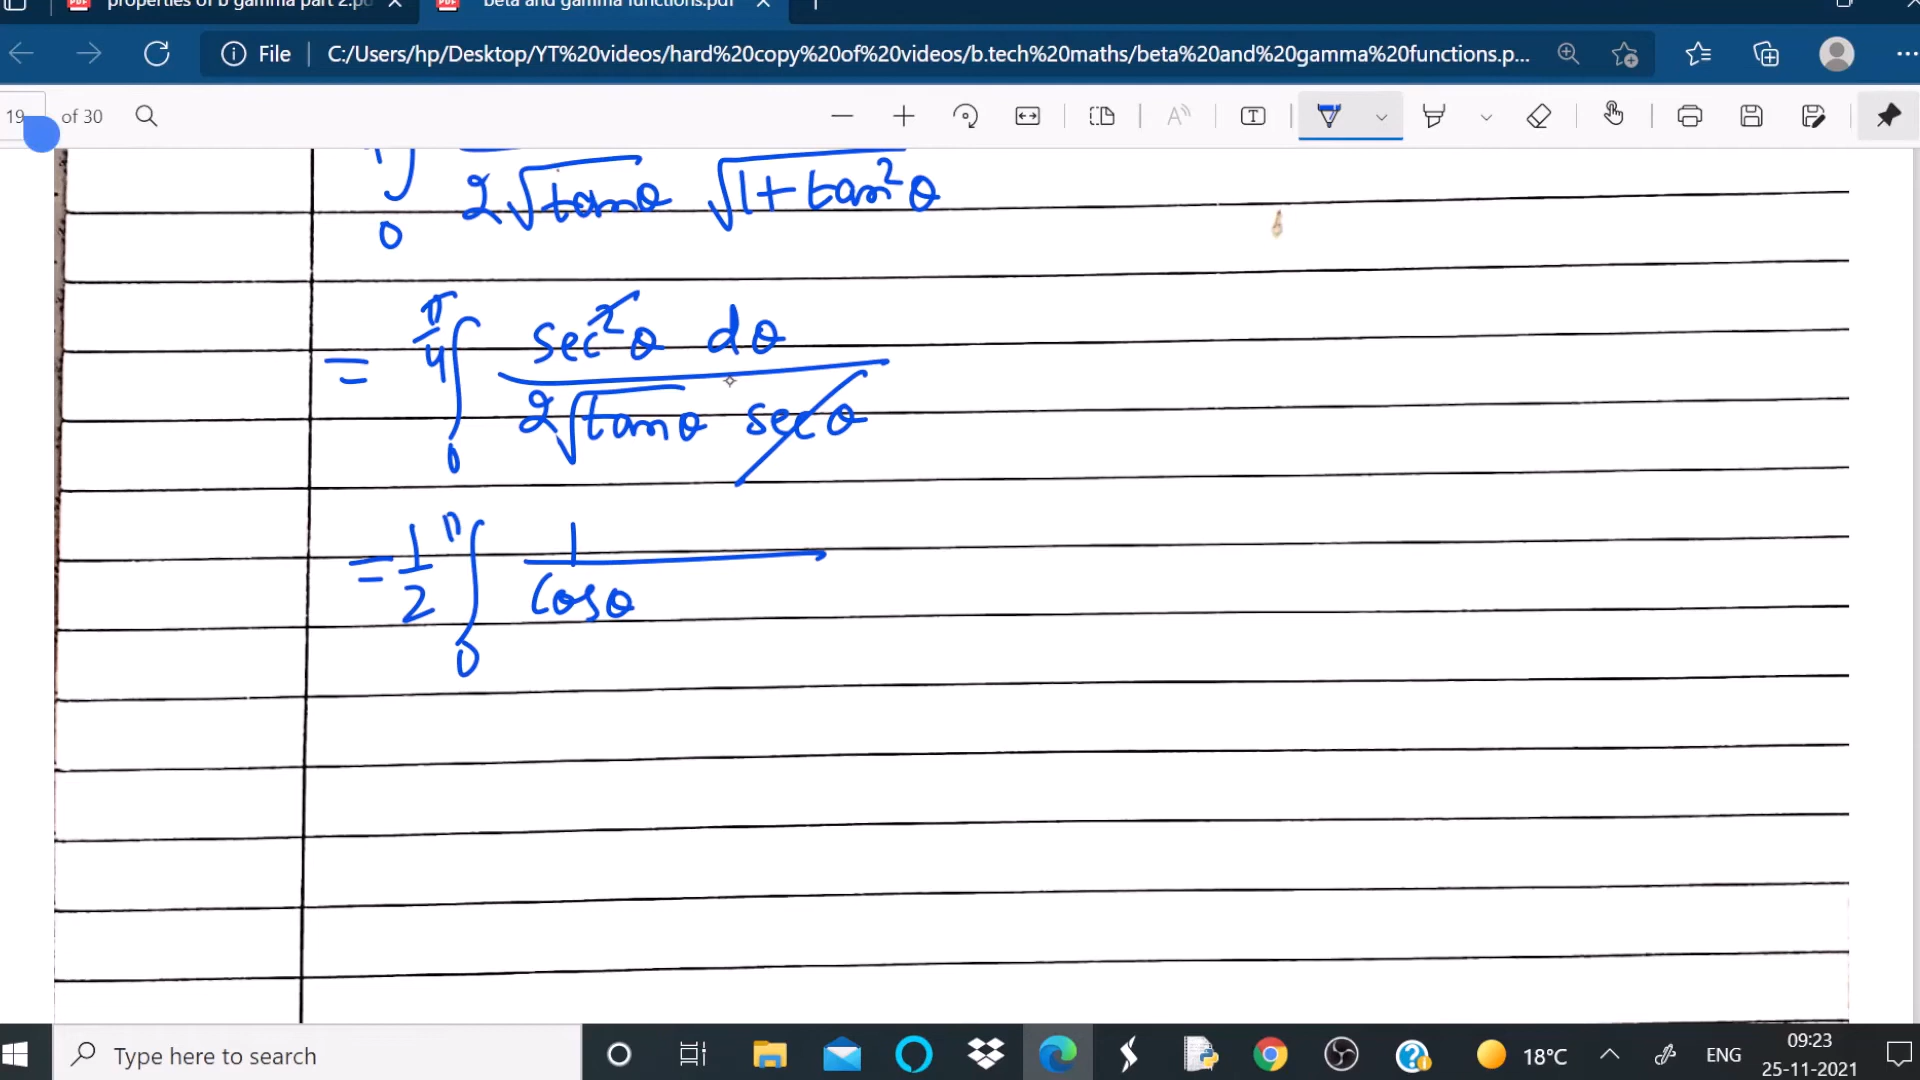 properties of b gamma part 2.pd
beta and gamma functions.pdf
File C:/Users/hp/Desktop/YT%20videos/hard%20copy%20of%20videos/b.tech%20maths/beta%20and%20gamma%20functions.p...
19 of 30
0 2√tanθ √1+tan²θ
= π/4 ∫ 0 sec²θ dθ
2√tanθ secθ
= 1/2 π ∫ 0 1
cosθ
Type here to search
18°C ENG 09:23
25-11-2021